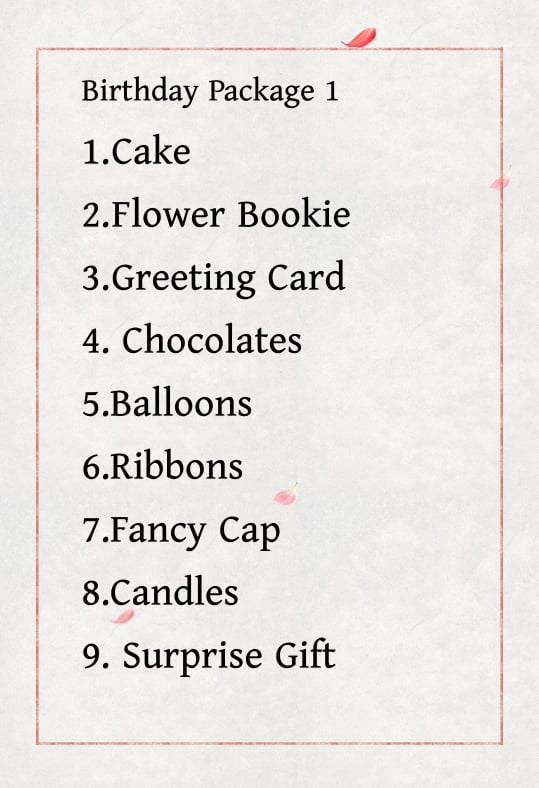 Birthday Package 1
1.Cake
2.Flower Bookie
3.Greeting Card
4. Chocolates
5.Balloons
6.Ribbons
7.Fancy Cap
8.Candles
9. Surprise Gift